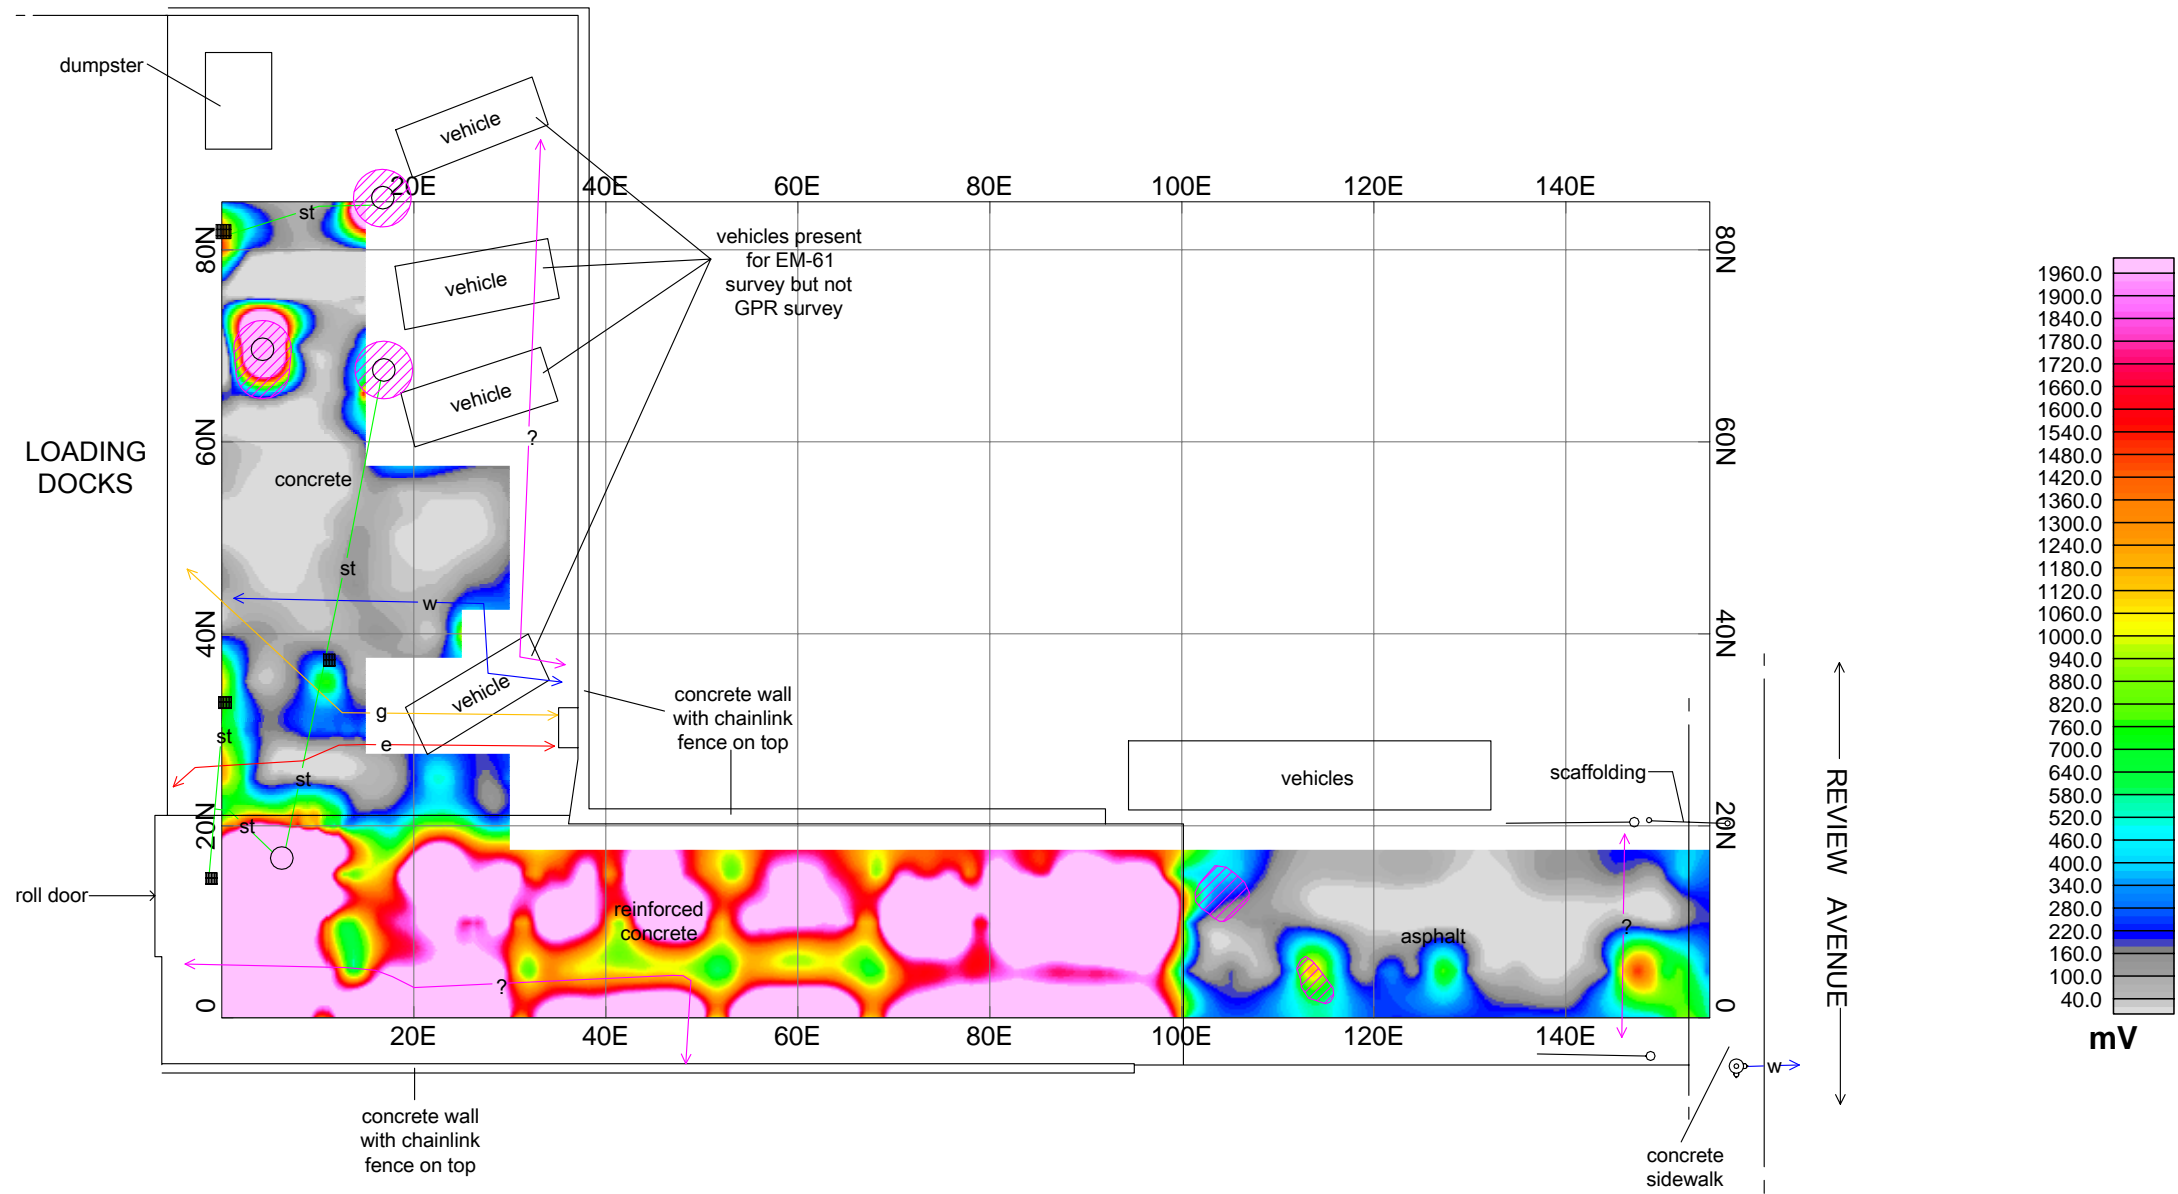 dumpster
vehicle
20E
40E
60E
80E
100E
120E
140E
st
80N
vehicle
vehicles present
for EM-61
survey but not
GPR survey
80N
1960.0
1900.0
1840.0
1780.0
1720.0
1660.0
1600.0
1540.0
1480.0
1420.0
1360.0
1300.0
1240.0
1180.0
1120.0
1060.0
1000.0
940.0
880.0
820.0
760.0
700.0
640.0
580.0
520.0
460.0
400.0
340.0
280.0
220.0
160.0
100.0
40.0
mV
vehicle
?
60N
60N
LOADING
DOCKS
concrete
st
w
40N
40N
vehicle
g
e
st
st
concrete wall
with chainlink
fence on top
vehicles
scaffolding
REVIEW AVENUE
20N
st
20N
roll door
reinforced
concrete
asphalt
?
?
0
0
20E
40E
60E
80E
100E
120E
140E
w
concrete wall
with chainlink
fence on top
concrete
sidewalk